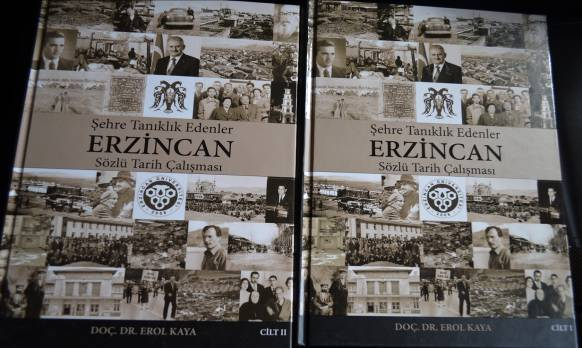 Şehre Tanıklık Edenler
ERZİNCAN
Sözlü Tarih Çalışması
DOÇ. DR. EROL KAYA
CİLT II
Şehre Tanıklık Edenler
ERZİNCAN
Sözlü Tarih Çalışması
DOÇ. DR. EROL KAYA
CİLT I